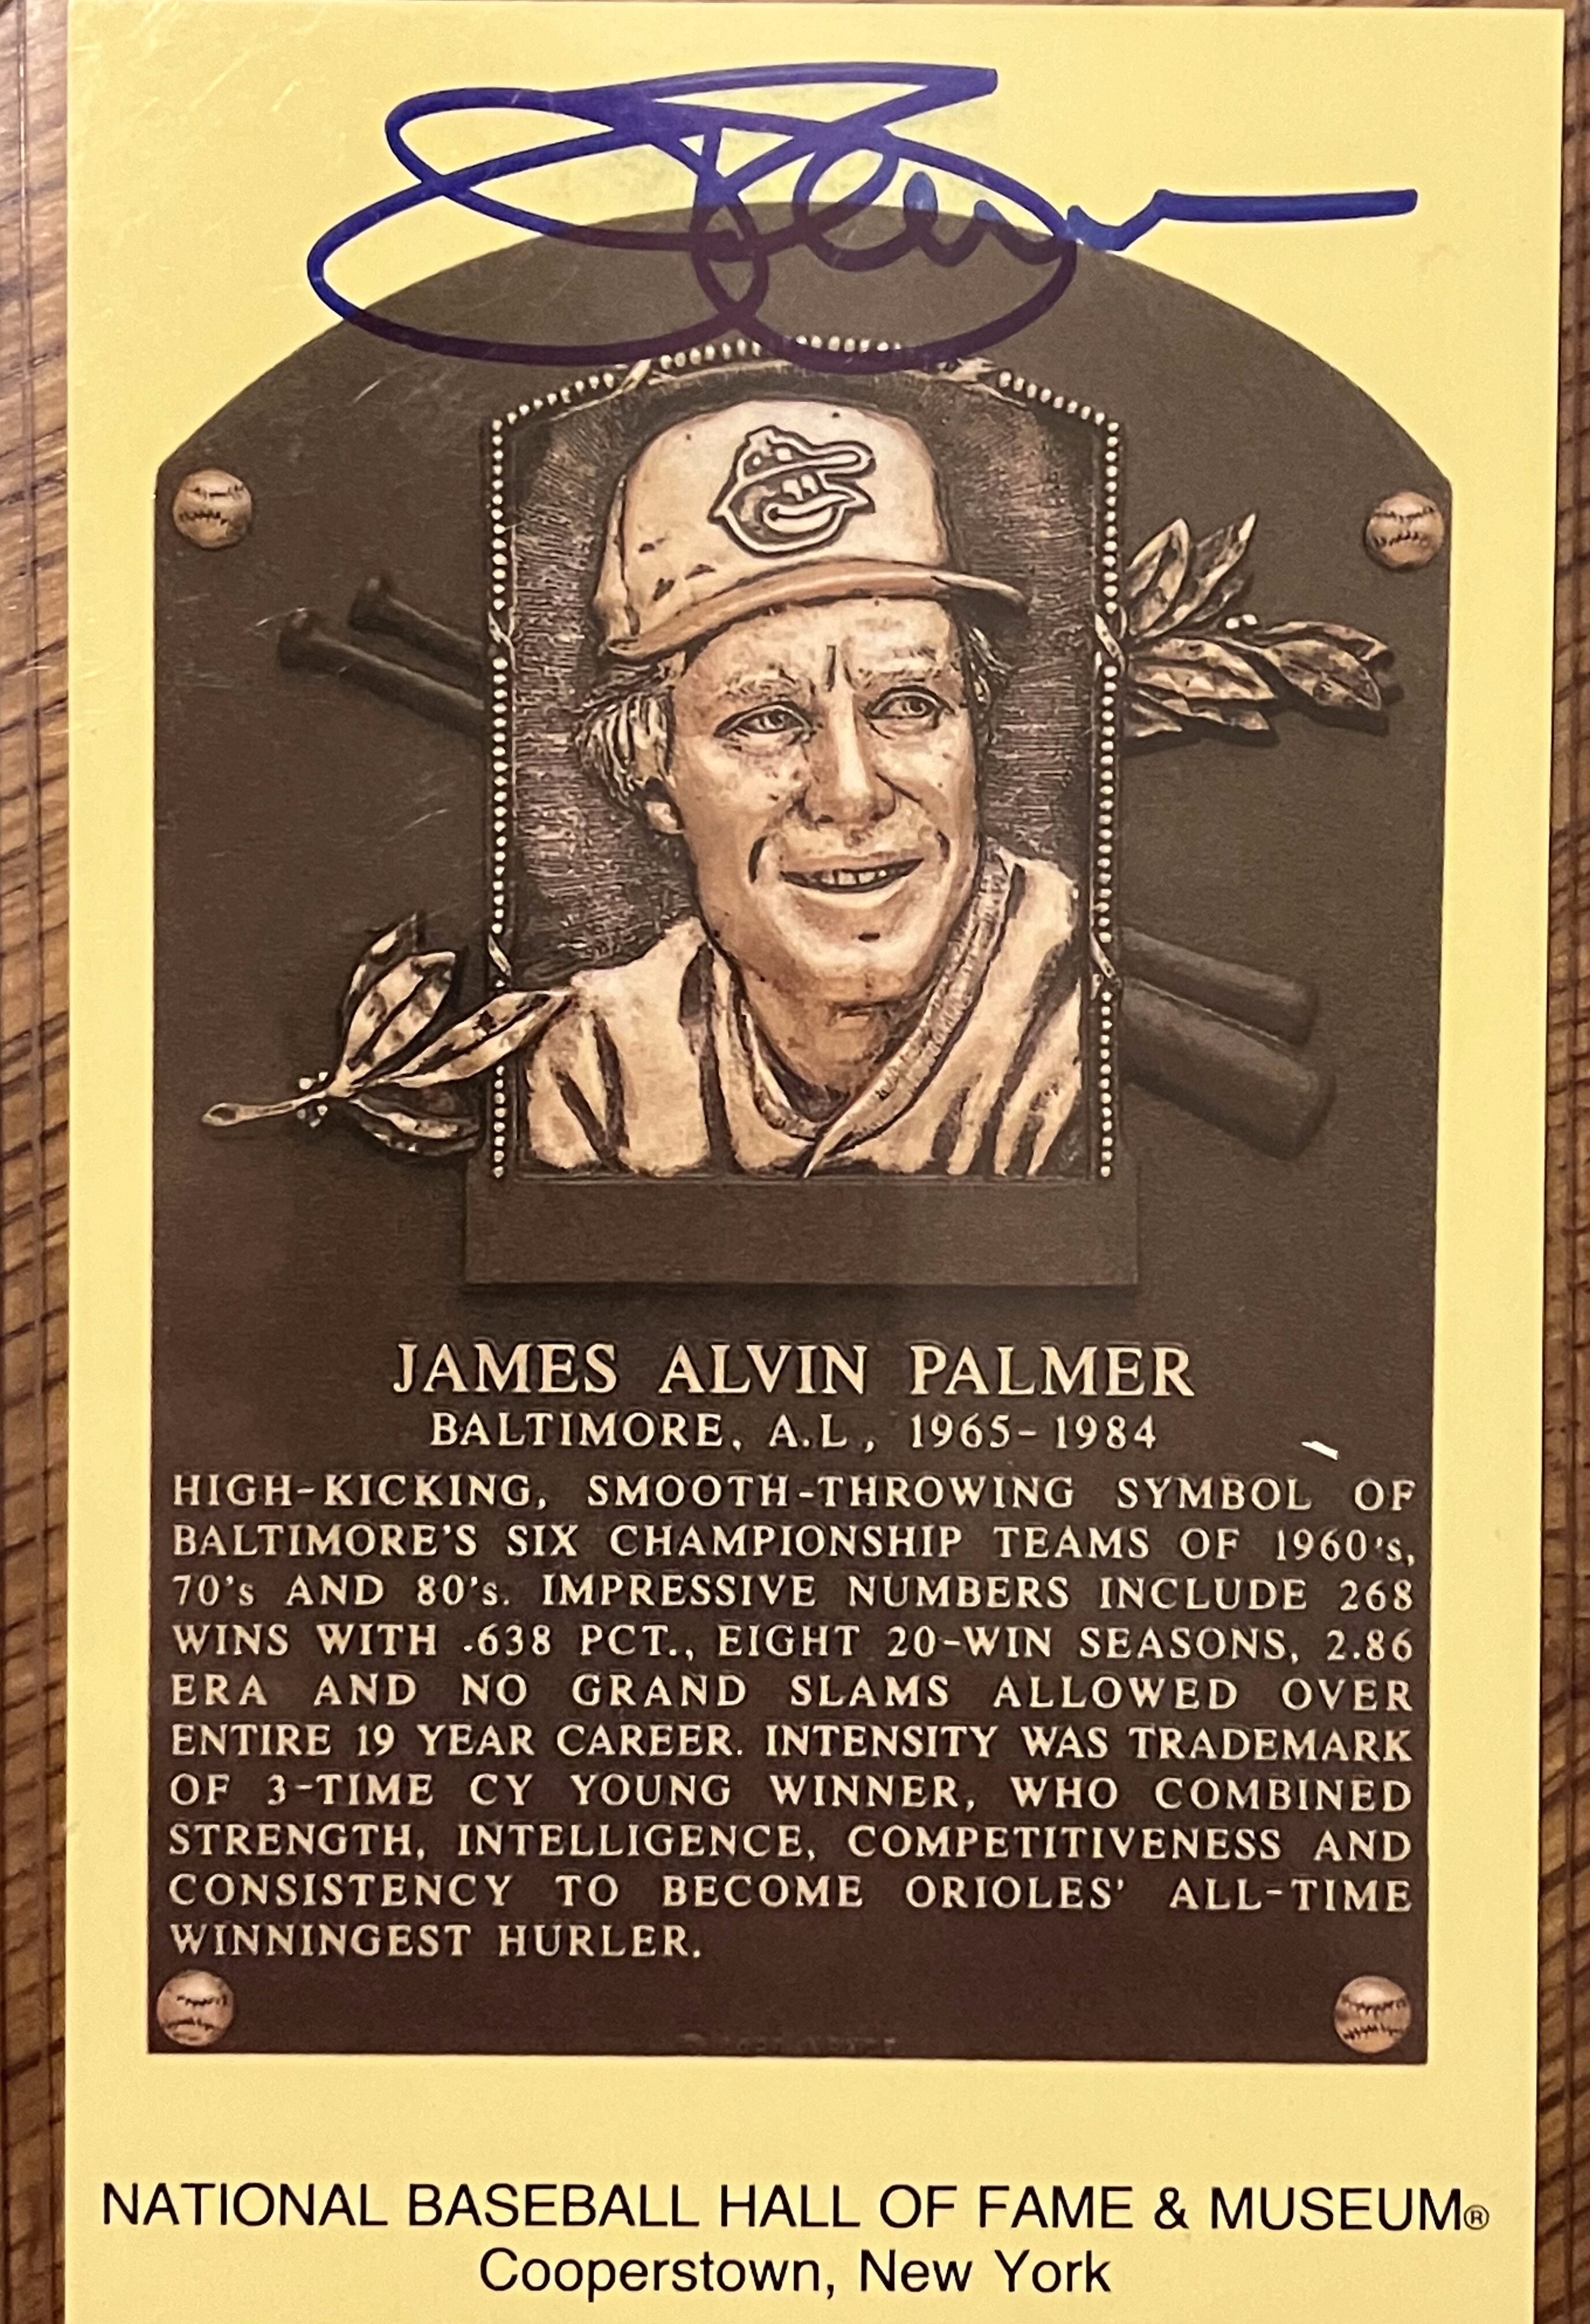 JAMES ALVIN PALMER
BALTIMORE, A.L., 1965-1984
HIGH-KICKING, SMOOTH-THROWING SYMBOL OF
BALTIMORE'S SIX CHAMPIONSHIP TEAMS OF 1960's,
70's AND 80's. IMPRESSIVE NUMBERS INCLUDE 268
WINS WITH .638 PCT., EIGHT 20-WIN SEASONS, 2.86
ERA AND NO GRAND SLAMS ALLOWED OVER
ENTIRE 19 YEAR CAREER. INTENSITY WAS TRADEMARK
OF 3-TIME CY YOUNG WINNER, WHO COMBINED
STRENGTH, INTELLIGENCE, COMPETITIVENESS AND
CONSISTENCY TO BECOME ORIOLES' ALL-TIME
WINNINGEST HURLER.
NATIONAL BASEBALL HALL OF FAME & MUSEUM®
Cooperstown, New York